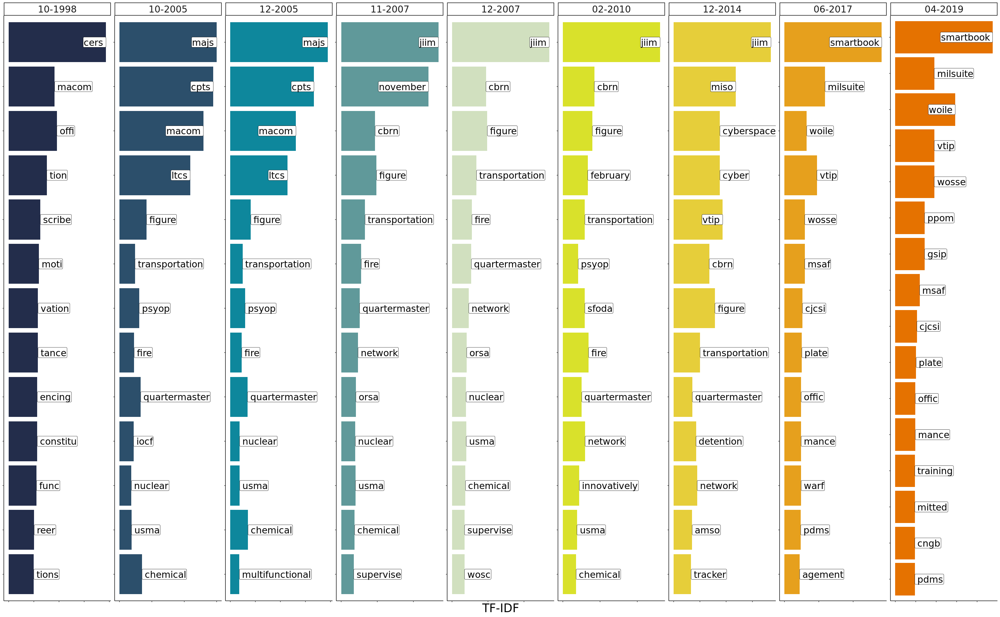 10-1998
cers
macom
offi
tion
scribe
moti
vation
tance
encing
constitu
func
reer
tions
10-2005
majs
cpts
macom
ltcs
figure
transportation
psyop
fire
quartermaster
iocf
nuclear
usma
chemical
12-2005
majs
cpts
macom
ltcs
figure
transportation
psyop
fire
quartermaster
nuclear
usma
chemical
multifunctional
11-2007
jiim
november
cbrn
figure
transportation
fire
quartermaster
network
orsa
nuclear
usma
chemical
supervise
12-2007
jiim
cbrn
figure
transportation
fire
quartermaster
network
orsa
nuclear
usma
chemical
supervise
wosc
02-2010
jiim
cbrn
figure
february
transportation
psyop
sfoda
fire
quartermaster
network
innovatively
usma
chemical
12-2014
jiim
miso
cyberspace
cyber
vtip
cbrn
figure
transportation
quartermaster
detention
network
amso
tracker
06-2017
smartbook
milsuite
woile
vtip
wosse
msaf
cjcsi
plate
offic
mance
warf
pdms
agement
04-2019
smartbook
milsuite
woile
vtip
wosse
ppom
gsip
msaf
cjcsi
plate
offic
mance
training
mitted
cngb
pdms
TF-IDF